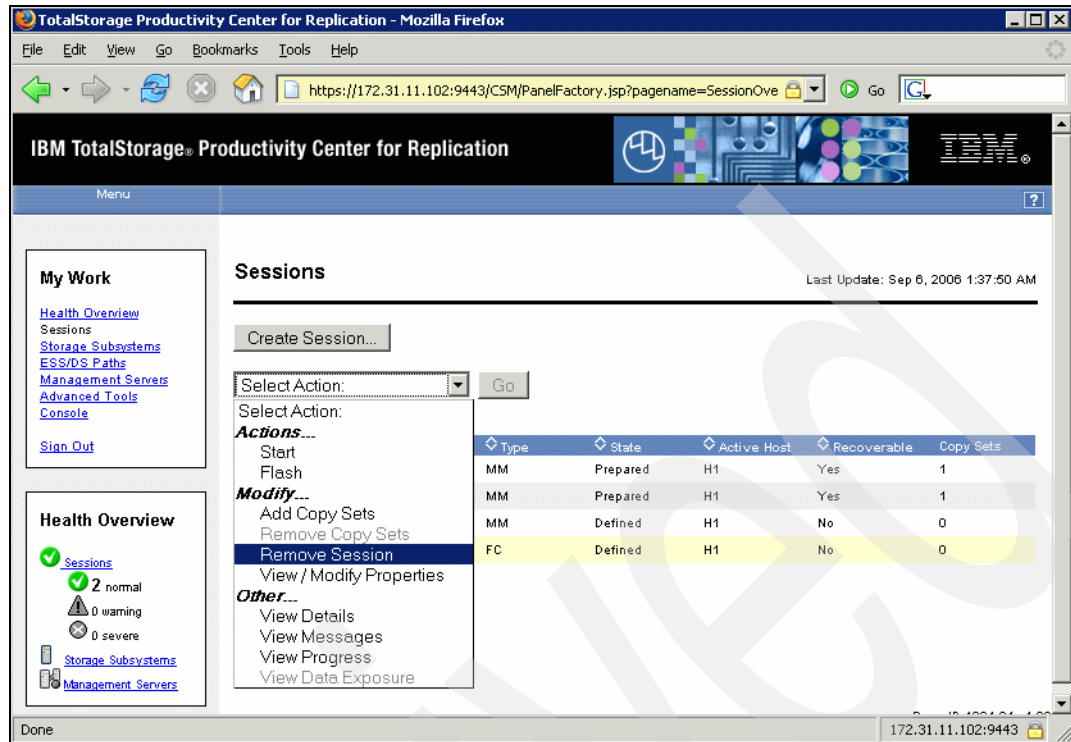 TotalStorage Productivity Center for Replication - Mozilla Firefox
File Edit View Go Bookmarks Tools Help
https://172.31.11.102:9443/CSM/PanelFactory.jsp?pagename=SessionOve Go G
IBM TotalStorage® Productivity Center for Replication
IBM®
Menu
?
My Work
Health Overview
Sessions
Storage Subsystems
ESS/DS Paths
Management Servers
Advanced Tools
Console
Sign Out
Health Overview
Sessions
2 normal
0 warning
0 severe
Storage Subsystems
Management Servers
Sessions
Last Update: Sep 6, 2006 1:37:50 AM
Create Session...
Select Action: Go
Select Action:
Actions...
Start
Flash
Modify...
Add Copy Sets
Remove Copy Sets
Remove Session
View / Modify Properties
Other...
View Details
View Messages
View Progress
View Data Exposure
Type State Active Host Recoverable Copy Sets
MM Prepared H1 Yes 1
MM Prepared H1 Yes 1
MM Defined H1 No 0
FC Defined H1 No 0
Done
172.31.11.102:9443